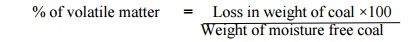 % of volatile matter = Loss in weight of coal ×100
Weight of moisture free coal